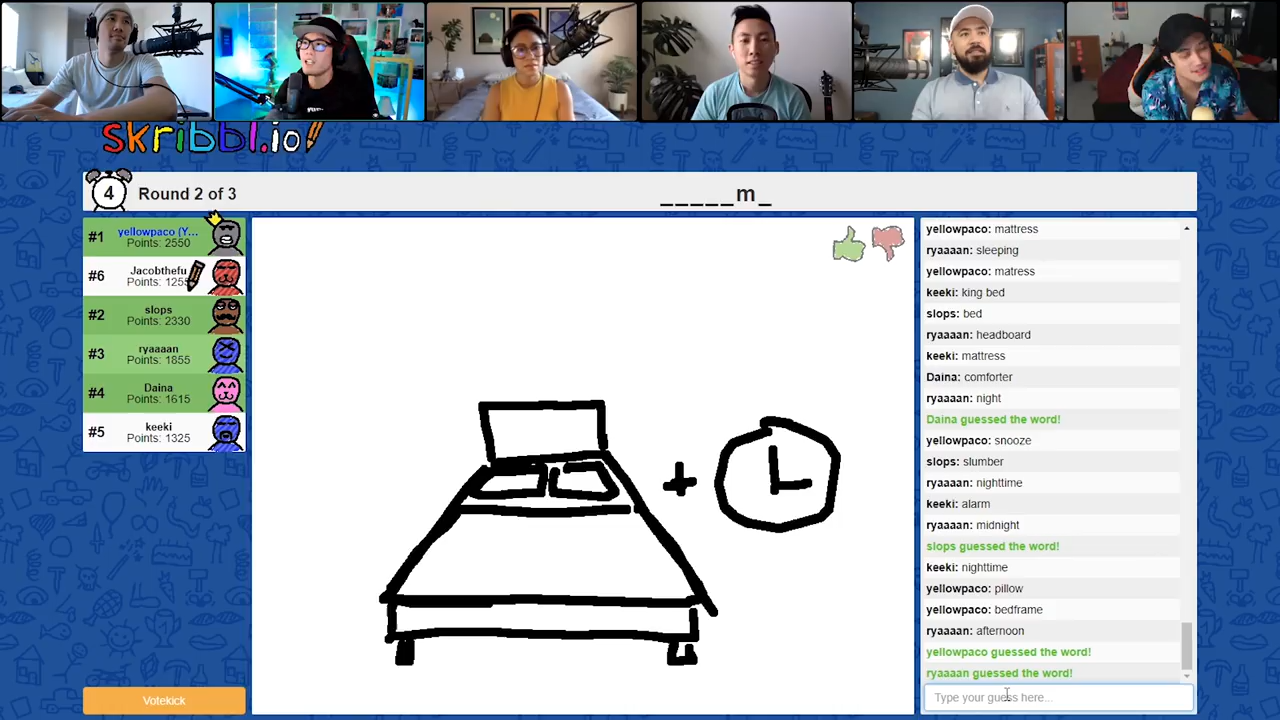 skribbl.io
4
Round 2 of 3
_____m_
#1
yellowpaco (Y...
Points: 2550
#6
Jacobthefu
Points: 1255
#2
slops
Points: 2330
#3
ryaaaan
Points: 1855
#4
Daina
Points: 1615
#5
keeki
Points: 1325
yellowpaco: mattress
ryaaaan: sleeping
yellowpaco: matress
keeki: king bed
slops: bed
ryaaaan: headboard
keeki: mattress
Daina: comforter
ryaaaan: night
Daina guessed the word!
yellowpaco: snooze
slops: slumber
ryaaaan: nighttime
keeki: alarm
ryaaaan: midnight
slops guessed the word!
keeki: nighttime
yellowpaco: pillow
yellowpaco: bedframe
ryaaaan: afternoon
yellowpaco guessed the word!
ryaaaan guessed the word!
Type your guess here...
Votekick